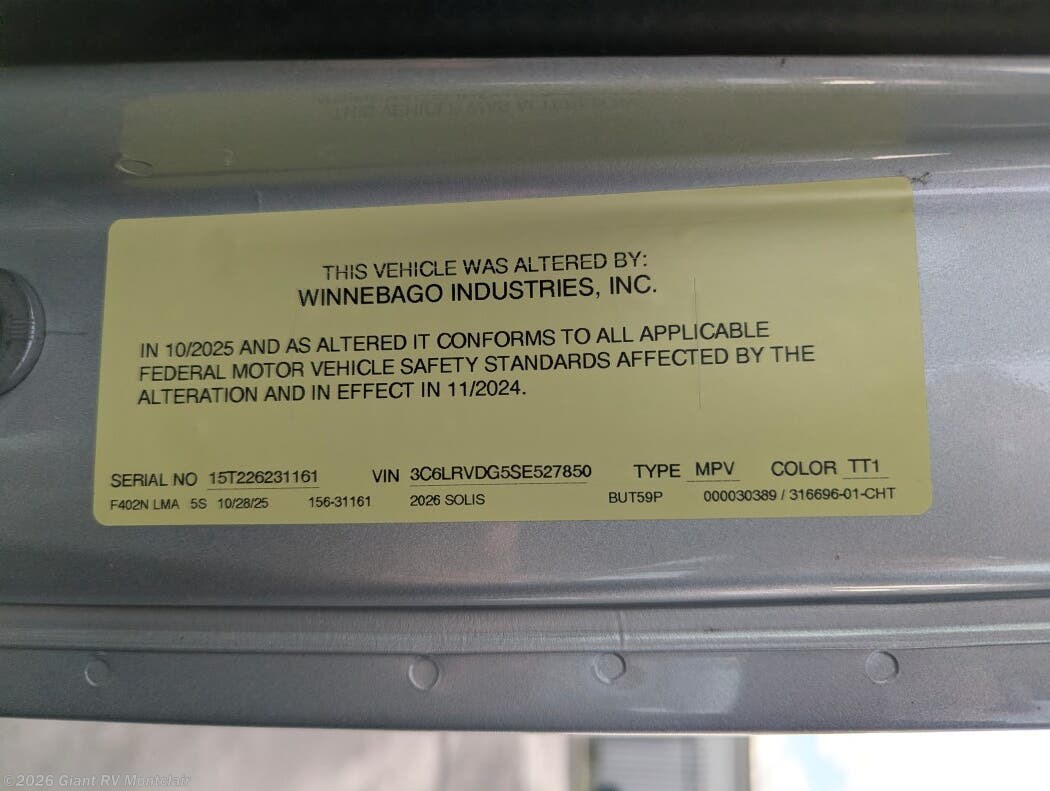 THIS VEHICLE WAS ALTERED BY:
WINNEBAGO INDUSTRIES, INC.
IN 10/2025 AND AS ALTERED IT CONFORMS TO ALL APPLICABLE
FEDERAL MOTOR VEHICLE SAFETY STANDARDS AFFECTED BY THE
ALTERATION AND IN EFFECT IN 11/2024.
SERIAL NO 15T226231161 VIN 3C6LRVDG5SE527850 TYPE MPV COLOR TT1
F402N LMA 5S 10/28/25 156-31161 2026 SOLIS BUT59P 000030389 / 316696-01-CHT
©2026 Giant RV Montclair